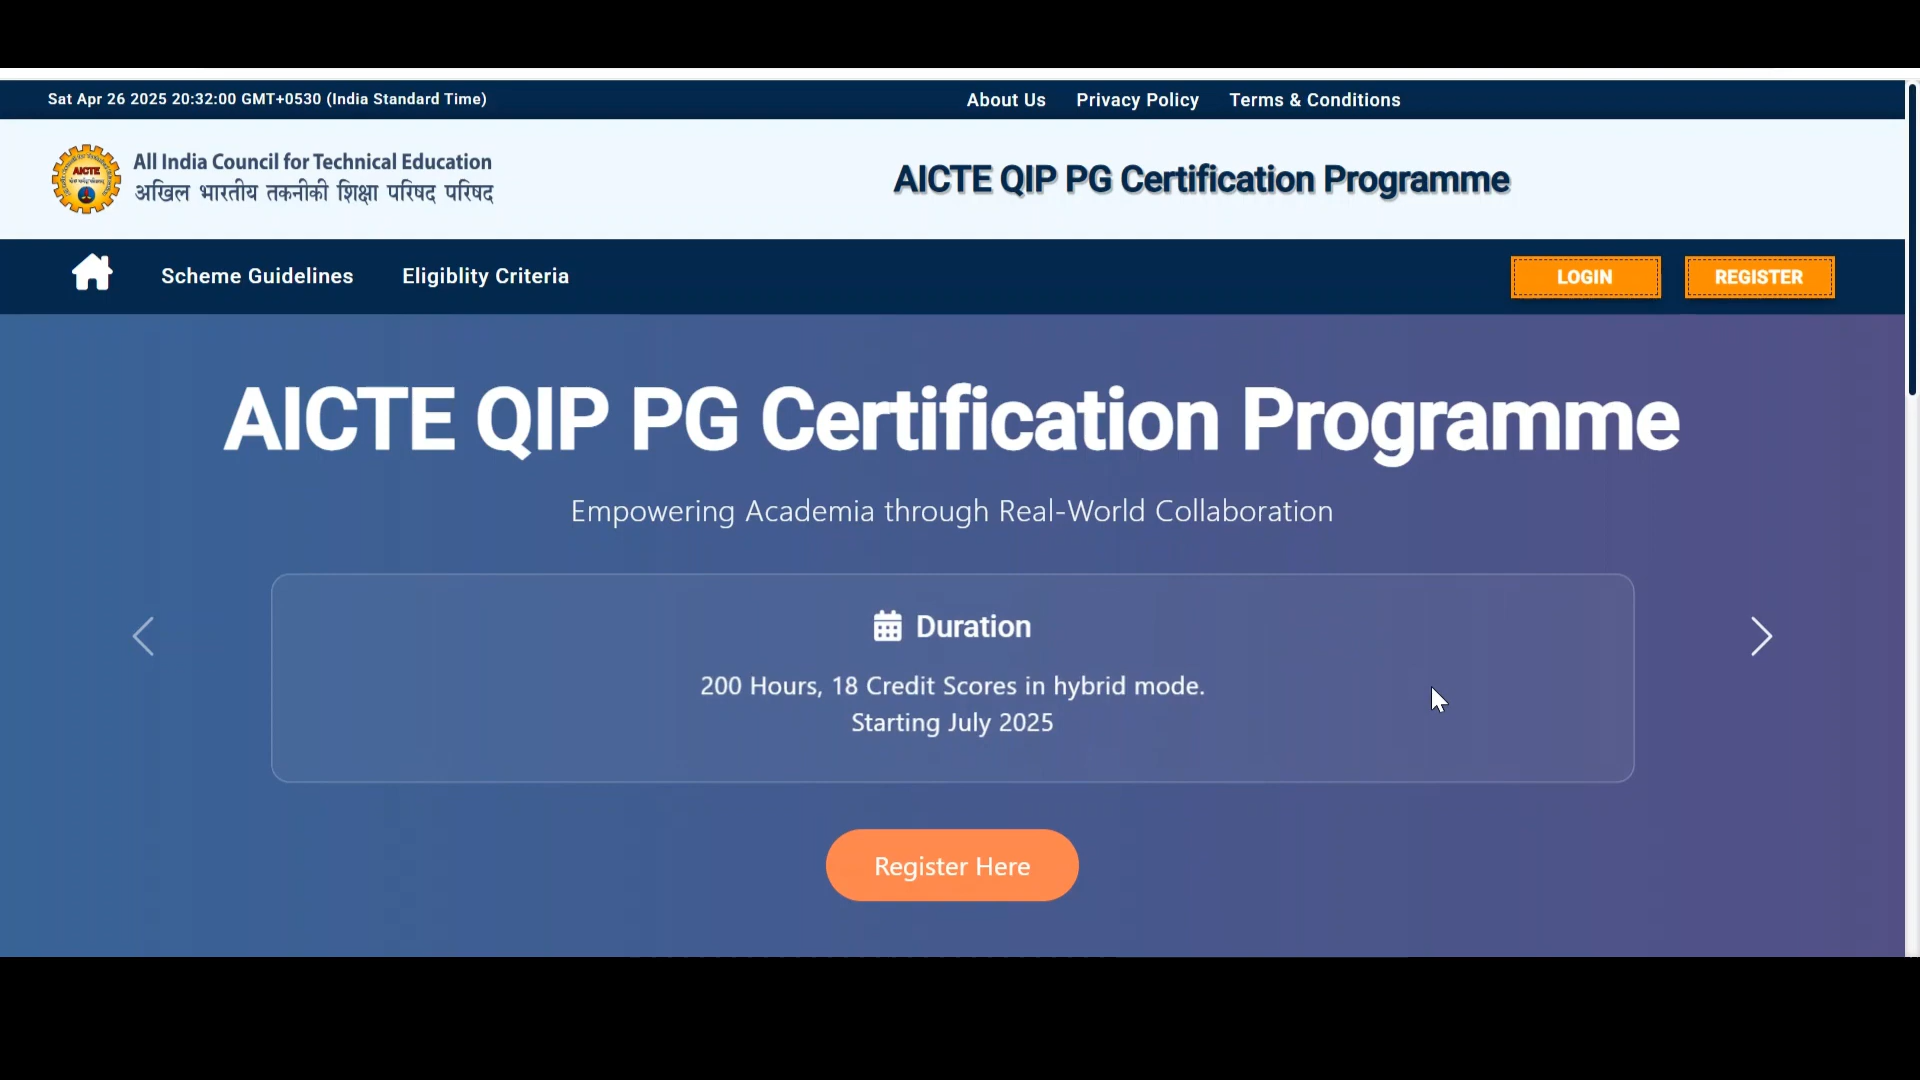 Sat Apr 26 2025 20:32:00 GMT+0530 (India Standard Time)
About Us
Privacy Policy
Terms & Conditions
AICTE
All India Council for Technical Education
अखिल भारतीय तकनीकी शिक्षा परिषद परिषद
AICTE QIP PG Certification Programme
Scheme Guidelines
Eligiblity Criteria
LOGIN
REGISTER
AICTE QIP PG Certification Programme
Empowering Academia through Real-World Collaboration
Duration
200 Hours, 18 Credit Scores in hybrid mode.
Starting July 2025
Register Here